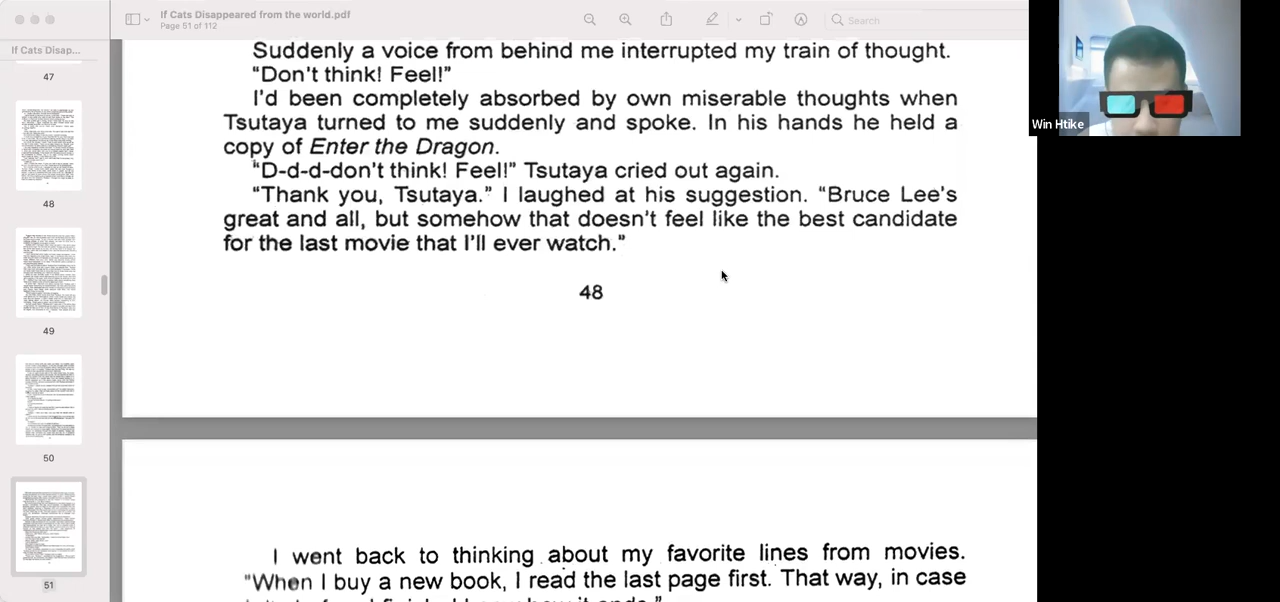 If Cats Disappeared from the world.pdf
Page 51 of 112
Search
If Cats Disap...
47
48
49
50
51
Suddenly a voice from behind me interrupted my train of thought.
“Don't think! Feel!”
I’d been completely absorbed by own miserable thoughts when
Tsutaya turned to me suddenly and spoke. In his hands he held a
copy of Enter the Dragon.
“D-d-d-don’t think! Feel!” Tsutaya cried out again.
“Thank you, Tsutaya.” I laughed at his suggestion. “Bruce Lee’s
great and all, but somehow that doesn’t feel like the best candidate
for the last movie that I’ll ever watch.”
48
I went back to thinking about my favorite lines from movies.
"When I buy a new book, I read the last page first. That way, in case
Win Htike